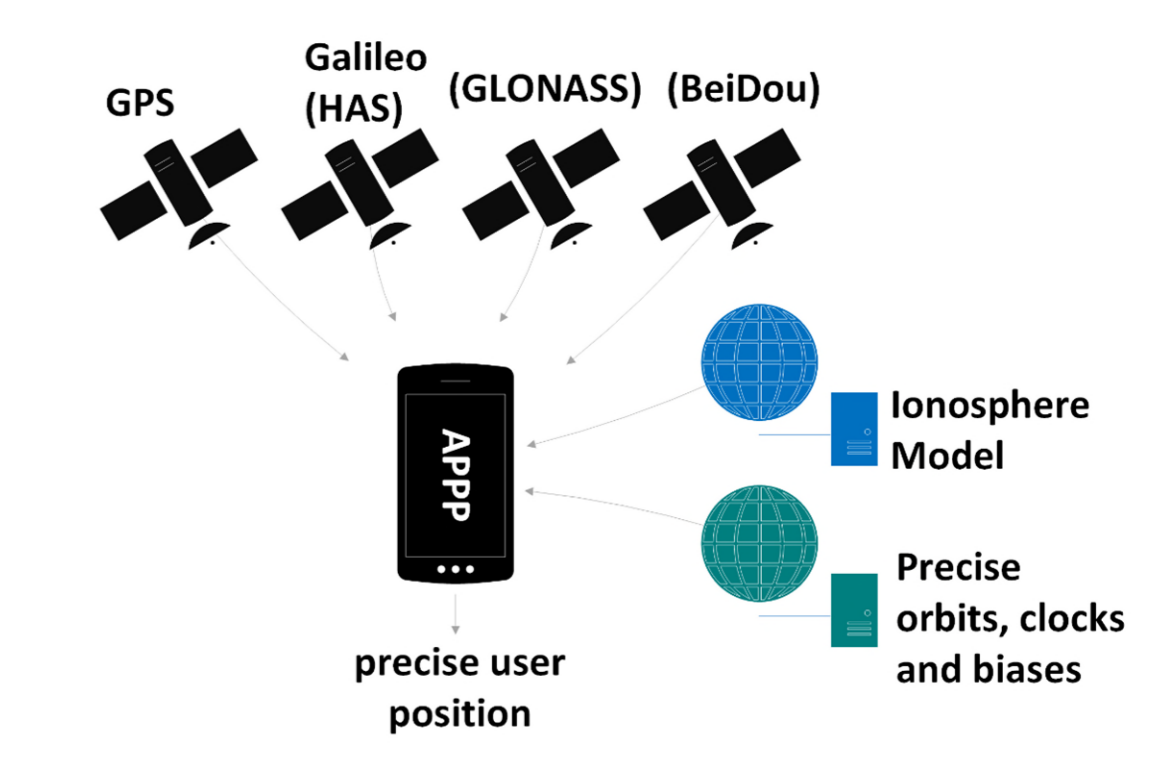 GPS
Galileo
(HAS)
(GLONASS)
(BeiDou)
APPP
Ionosphere
Model
Precise
orbits, clocks
and biases
precise user
position